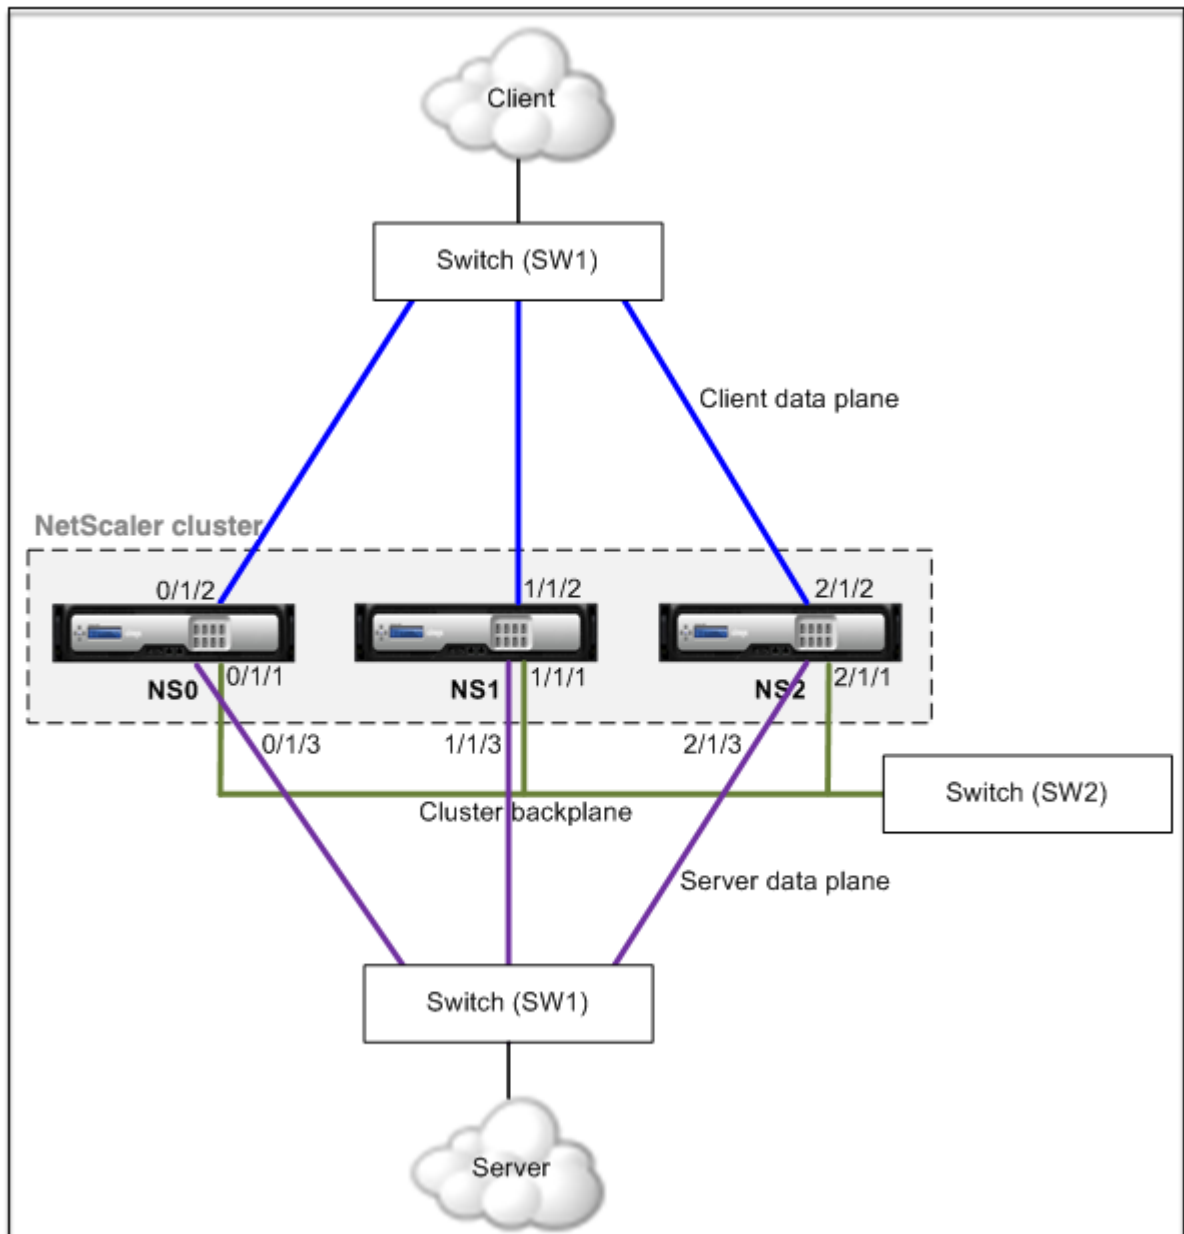 Client
Switch (SW1)
Client data plane
NetScaler cluster
0/1/2
1/1/2
2/1/2
0/1/1
1/1/1
2/1/1
NS0
NS1
NS2
0/1/3
1/1/3
2/1/3
Switch (SW2)
Cluster backplane
Server data plane
Switch (SW1)
Server